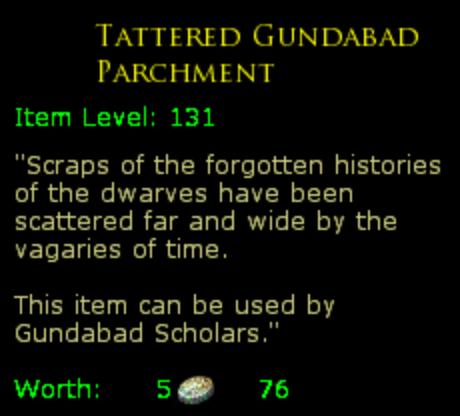 Tattered Gundabad
Parchment
Item Level: 131
"Scraps of the forgotten histories
of the dwarves have been
scattered far and wide by the
vagaries of time.
This item can be used by
Gundabad Scholars."
Worth: 5 76